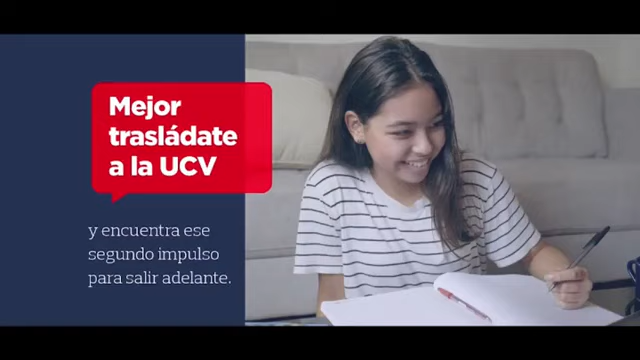 Mejor
trasládate
a la UCV
y encuentra ese
segundo impulso
para salir adelante.